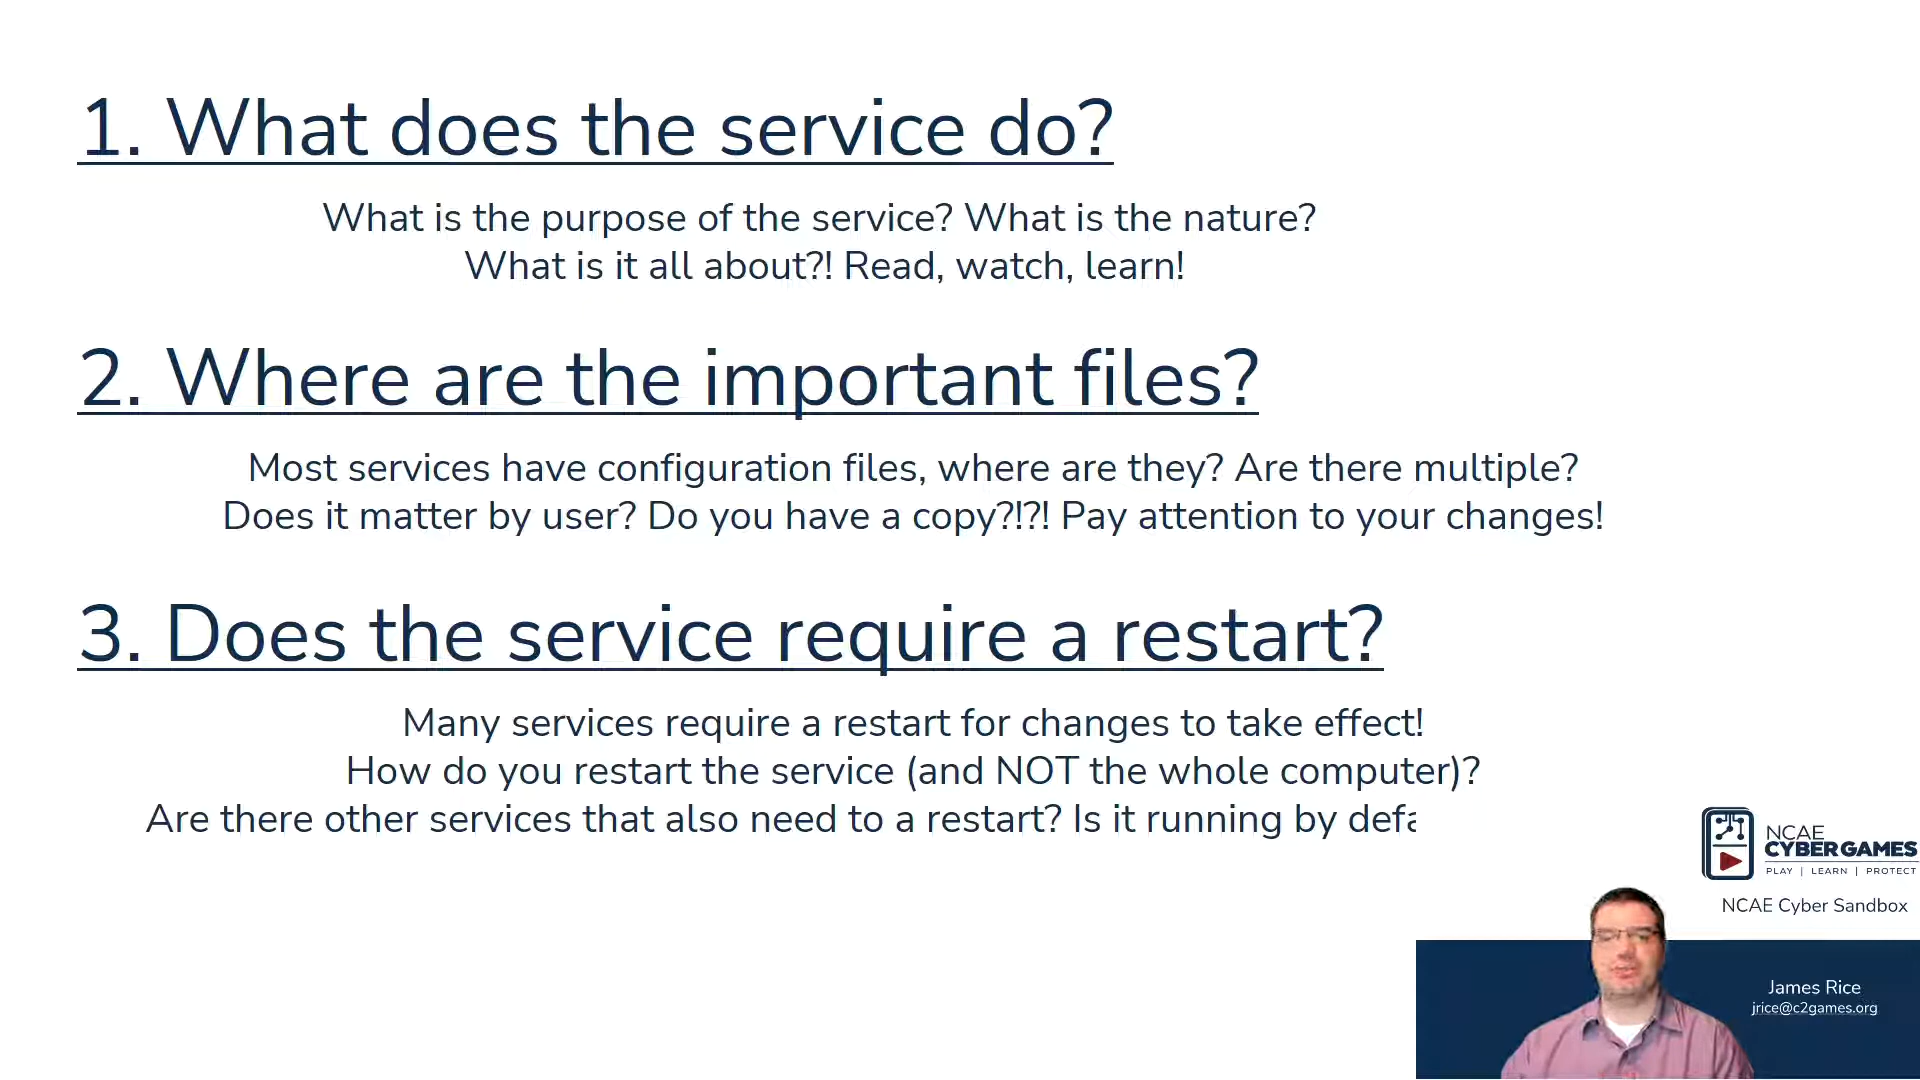 1. What does the service do?
What is the purpose of the service? What is the nature?
What is it all about?! Read, watch, learn!
2. Where are the important files?
Most services have configuration files, where are they? Are there multiple?
Does it matter by user? Do you have a copy?!?! Pay attention to your changes!
3. Does the service require a restart?
Many services require a restart for changes to take effect!
How do you restart the service (and NOT the whole computer)?
Are there other services that also need to a restart? Is it running by
NCAE
CYBERGAMES
PLAY | LEARN | PROTECT
NCAE Cyber Sandbox
James Rice
jrice@c2games.org